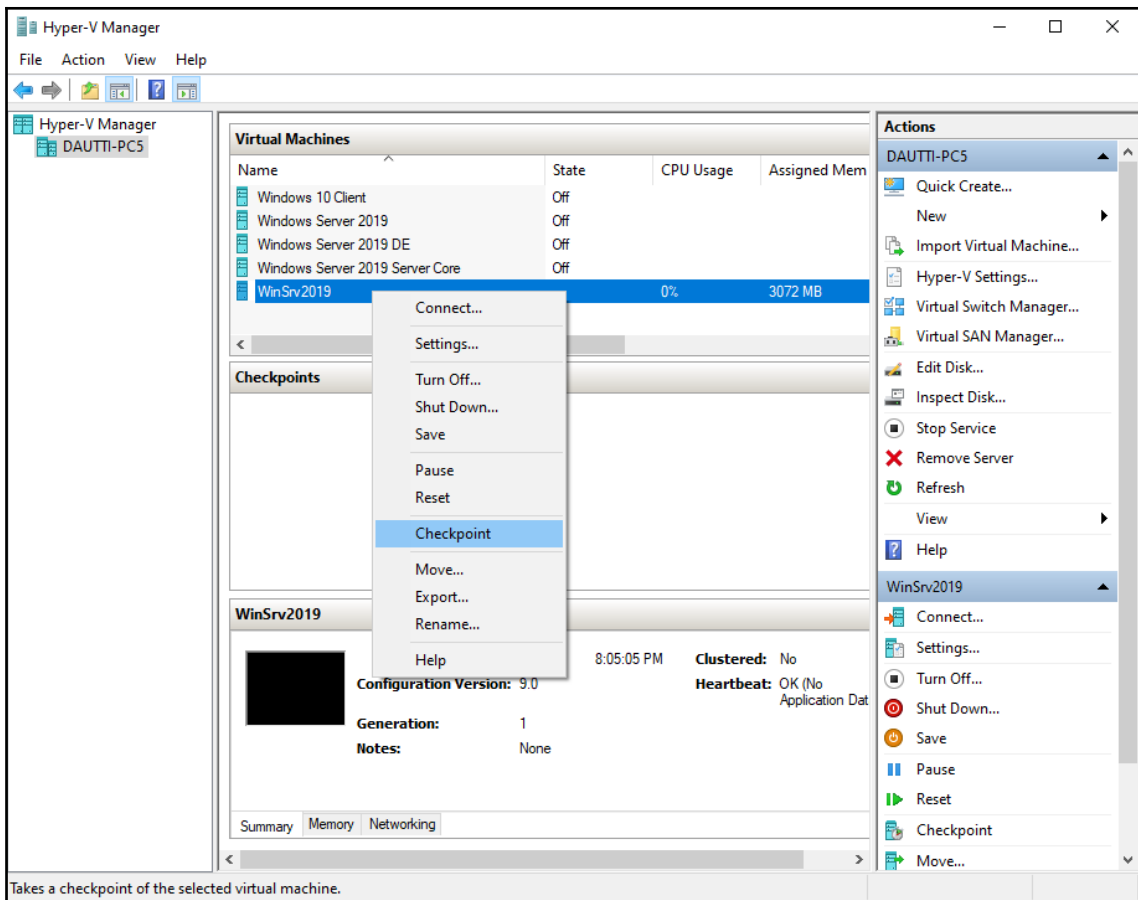 Hyper-V Manager
File Action View Help
Hyper-V Manager
DAUTTI-PC5
Virtual Machines
Name State CPU Usage Assigned Mem
Windows 10 Client Off
Windows Server 2019 Off
Windows Server 2019 DE Off
Windows Server 2019 Server Core Off
WinSrv2019 0% 3072 MB
Connect...
Settings...
Turn Off...
Shut Down...
Save
Pause
Reset
Checkpoint
Move...
Export...
Rename...
Help
Checkpoints
WinSrv2019
8:05:05 PM Clustered: No
Configuration Version: 9.0 Heartbeat: OK (No
Application Dat
Generation: 1
Notes: None
Summary Memory Networking
Actions
DAUTTI-PC5
Quick Create...
New
Import Virtual Machine...
Hyper-V Settings...
Virtual Switch Manager...
Virtual SAN Manager...
Edit Disk...
Inspect Disk...
Stop Service
Remove Server
Refresh
View
Help
WinSrv2019
Connect...
Settings...
Turn Off...
Shut Down...
Save
Pause
Reset
Checkpoint
Move...
Takes a checkpoint of the selected virtual machine.